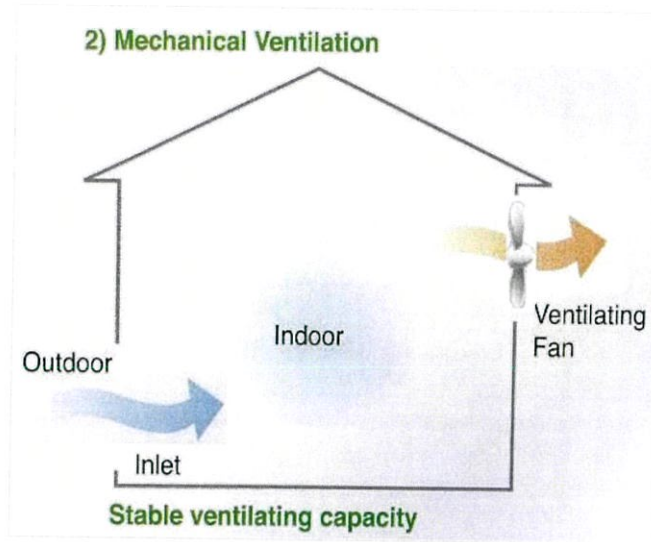 2) Mechanical Ventilation
Indoor
Ventilating
Fan
Outdoor
Inlet
Stable ventilating capacity